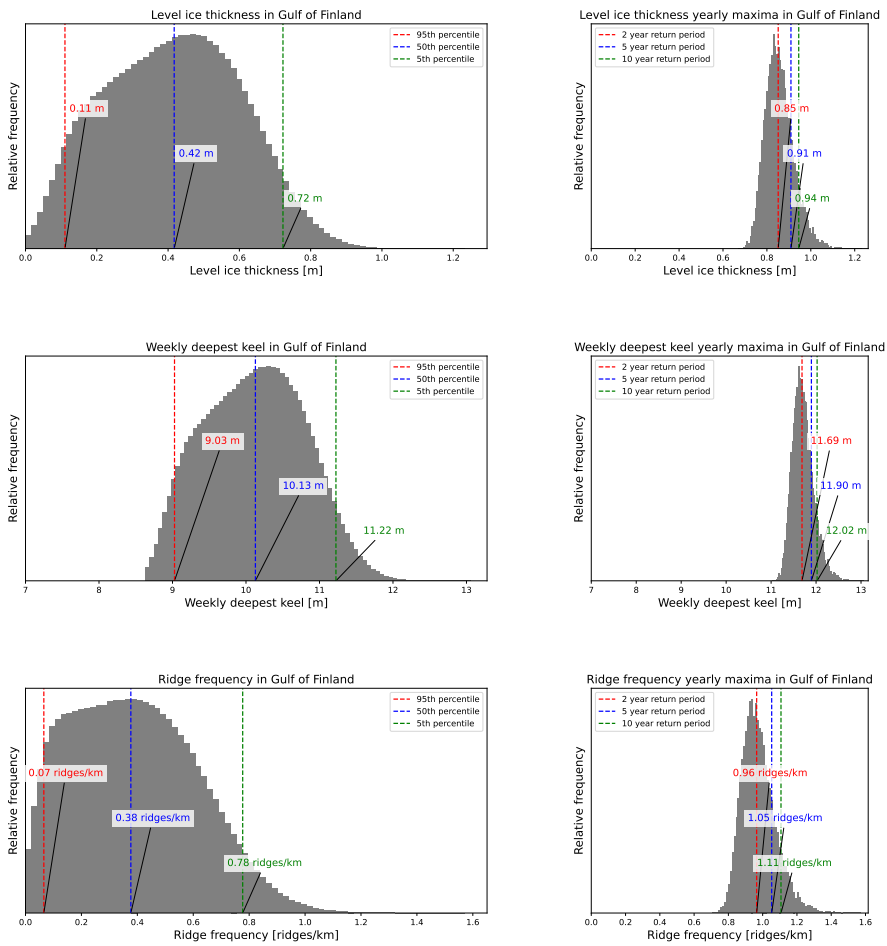 Level ice thickness in Gulf of Finland
Relative frequency
95th percentile
50th percentile
5th percentile
0.11 m
0.42 m
0.72 m
0.0 0.2 0.4 0.6 0.8 1.0 1.2
Level ice thickness [m]
Level ice thickness yearly maxima in Gulf of Finland
Relative frequency
2 year return period
5 year return period
10 year return period
0.85 m
0.91 m
0.94 m
0.0 0.2 0.4 0.6 0.8 1.0 1.2
Level ice thickness [m]
Weekly deepest keel in Gulf of Finland
Relative frequency
95th percentile
50th percentile
5th percentile
9.03 m
10.13 m
11.22 m
7 8 9 10 11 12 13
Weekly deepest keel [m]
Weekly deepest keel yearly maxima in Gulf of Finland
Relative frequency
2 year return period
5 year return period
10 year return period
11.69 m
11.90 m
12.02 m
7 8 9 10 11 12 13
Weekly deepest keel [m]
Ridge frequency in Gulf of Finland
Relative frequency
95th percentile
50th percentile
5th percentile
0.07 ridges/km
0.38 ridges/km
0.78 ridges/km
0.0 0.2 0.4 0.6 0.8 1.0 1.2 1.4 1.6
Ridge frequency [ridges/km]
Ridge frequency yearly maxima in Gulf of Finland
Relative frequency
2 year return period
5 year return period
10 year return period
0.96 ridges/km
1.05 ridges/km
1.11 ridges/km
0.0 0.2 0.4 0.6 0.8 1.0 1.2 1.4 1.6
Ridge frequency [ridges/km]